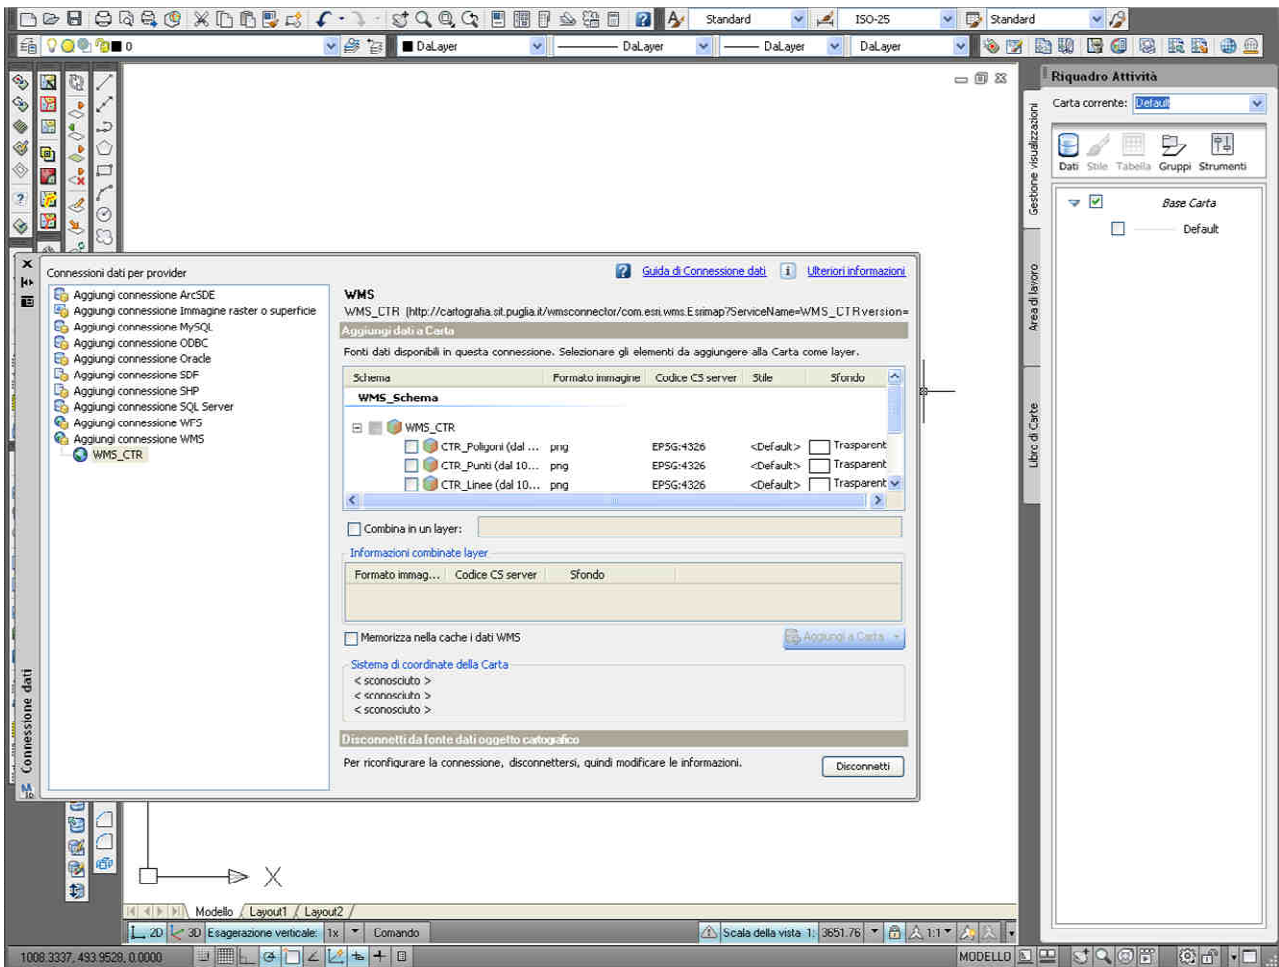 Standard
ISO-25
Standard
0
DaLayer
DaLayer
DaLayer
DaLayer
Riquadro Attività
Carta corrente: Default
Dati Stile Tabella Gruppi Strumenti
Base Carta
Default
Gestione visualizzazioni
Area di lavoro
Libro di Carte
Connessioni dati per provider
Guida di Connessione dati
Ulteriori informazioni
Aggiungi connessione ArcSDE
Aggiungi connessione Immagine raster o superficie
Aggiungi connessione MySQL
Aggiungi connessione ODBC
Aggiungi connessione Oracle
Aggiungi connessione SDF
Aggiungi connessione SHP
Aggiungi connessione SQL Server
Aggiungi connessione WFS
Aggiungi connessione WMS
WMS_CTR
Connessione dati
WMS
WMS_CTR (http://cartografia.sit.puglia.it/wmsconnector/com.esri.wms.Esrimap?ServiceName=WMS_CTRversion=
Aggiungi dati a Carta
Fonti dati disponibili in questa connessione. Selezionare gli elementi da aggiungere alla Carta come layer.
Schema Formato immagine Codice CS server Stile Sfondo
WMS_Schema
WMS_CTR
CTR_Poligoni (dal ... png EPSG:4326 <Default> Trasparent
CTR_Punti (dal 10... png EPSG:4326 <Default> Trasparent
CTR_Linee (dal 10... png EPSG:4326 <Default> Trasparent
Combina in un layer:
Informazioni combinate layer
Formato immag... Codice CS server Sfondo
Memorizza nella cache i dati WMS
Aggiungi a Carta
Sistema di coordinate della Carta
< sconosciuto >
< sconosciuto >
< sconosciuto >
Disconnetti da fonte dati oggetto cartografico
Per riconfigurare la connessione, disconnettersi, quindi modificare le informazioni.
Disconnetti
X
Modello Layout1 Layout2
2D 3D Esagerazione verticale: 1x Comando
Scala della vista 1: 3651.76 1:1
1008.3337, 493.9528, 0.0000
MODELLO